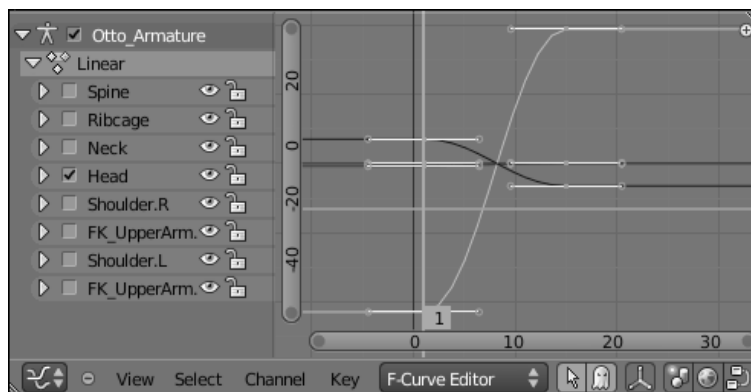 Otto_Armature
Linear
Spine
Ribcage
Neck
Head
Shoulder.R
FK_UpperArm.
Shoulder.L
FK_UpperArm.
20
0
-20
-40
1
0 10 20 30
View Select Channel Key F-Curve Editor